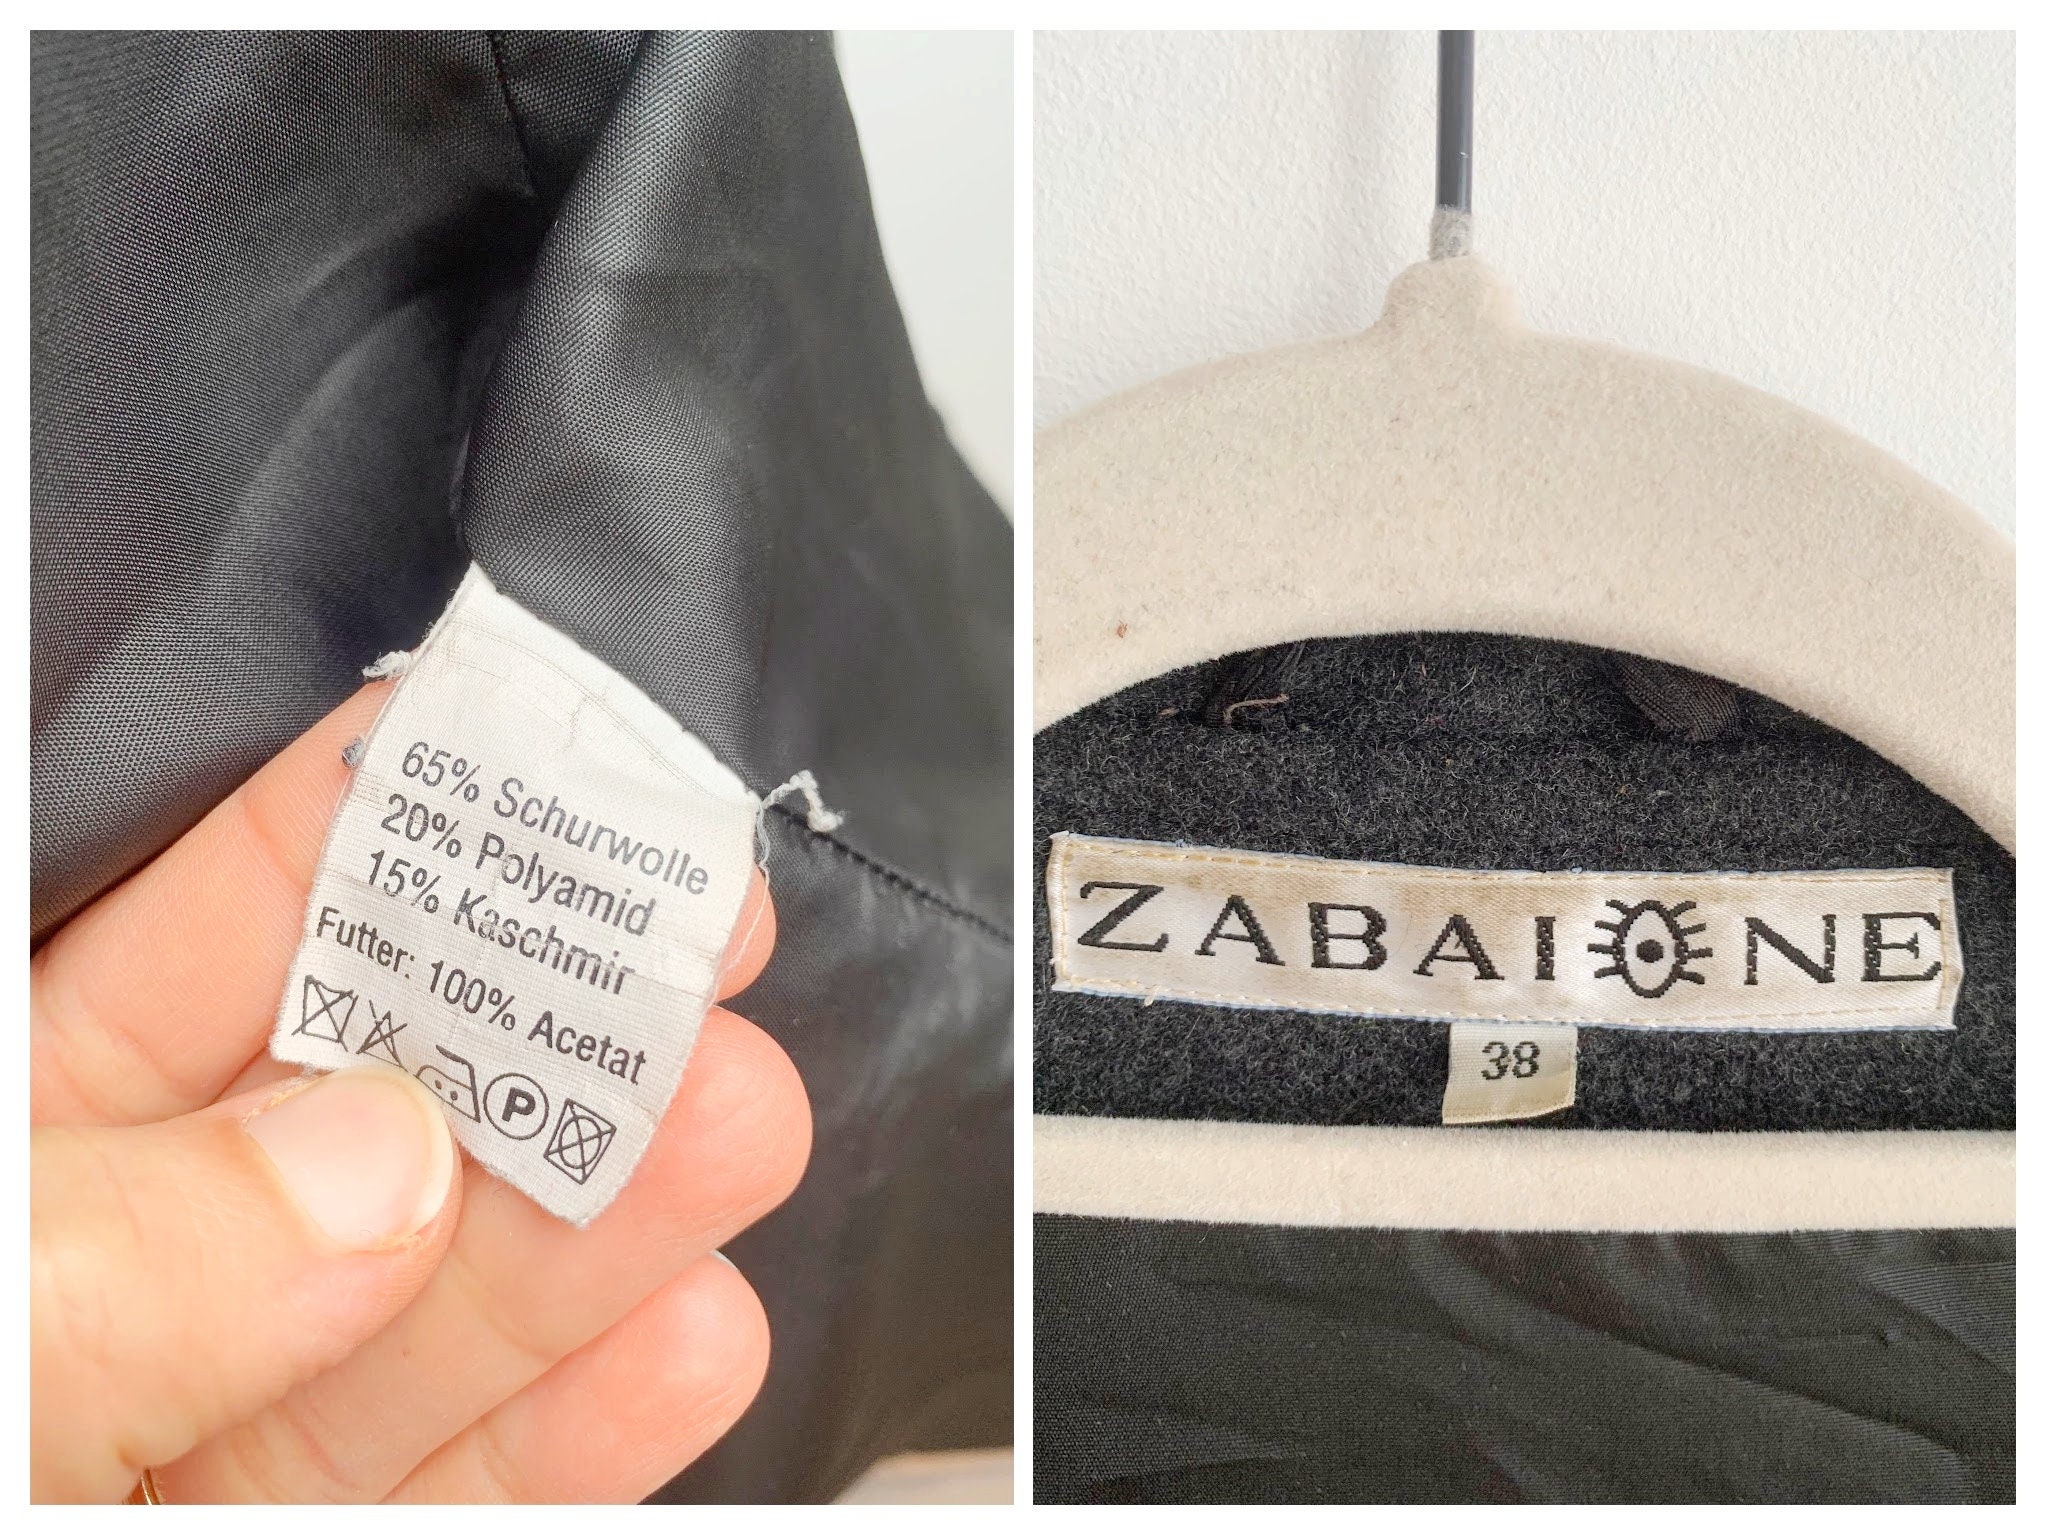 65% Schurwolle
20% Polyamid
15% Kaschmir
Futter: 100% Acetat
P
ZABAIONE
38